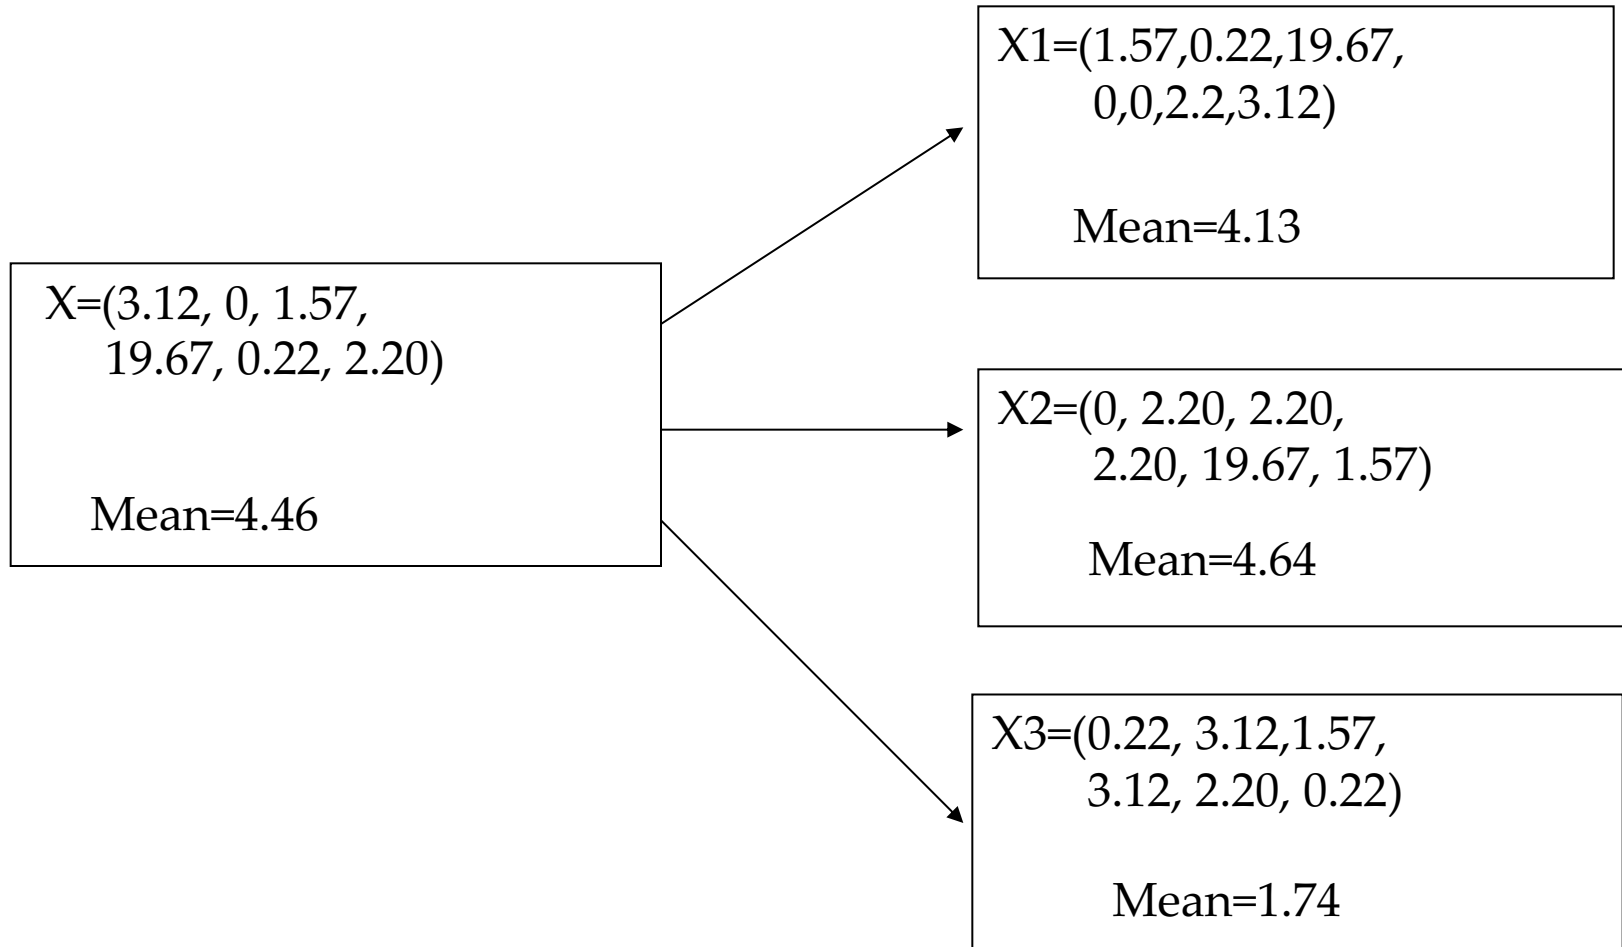 X=(3.12, 0, 1.57,
19.67, 0.22, 2.20)
Mean=4.46
X1=(1.57,0.22,19.67,
0,0,2.2,3.12)
Mean=4.13
X2=(0, 2.20, 2.20,
2.20, 19.67, 1.57)
Mean=4.64
X3=(0.22, 3.12,1.57,
3.12, 2.20, 0.22)
Mean=1.74